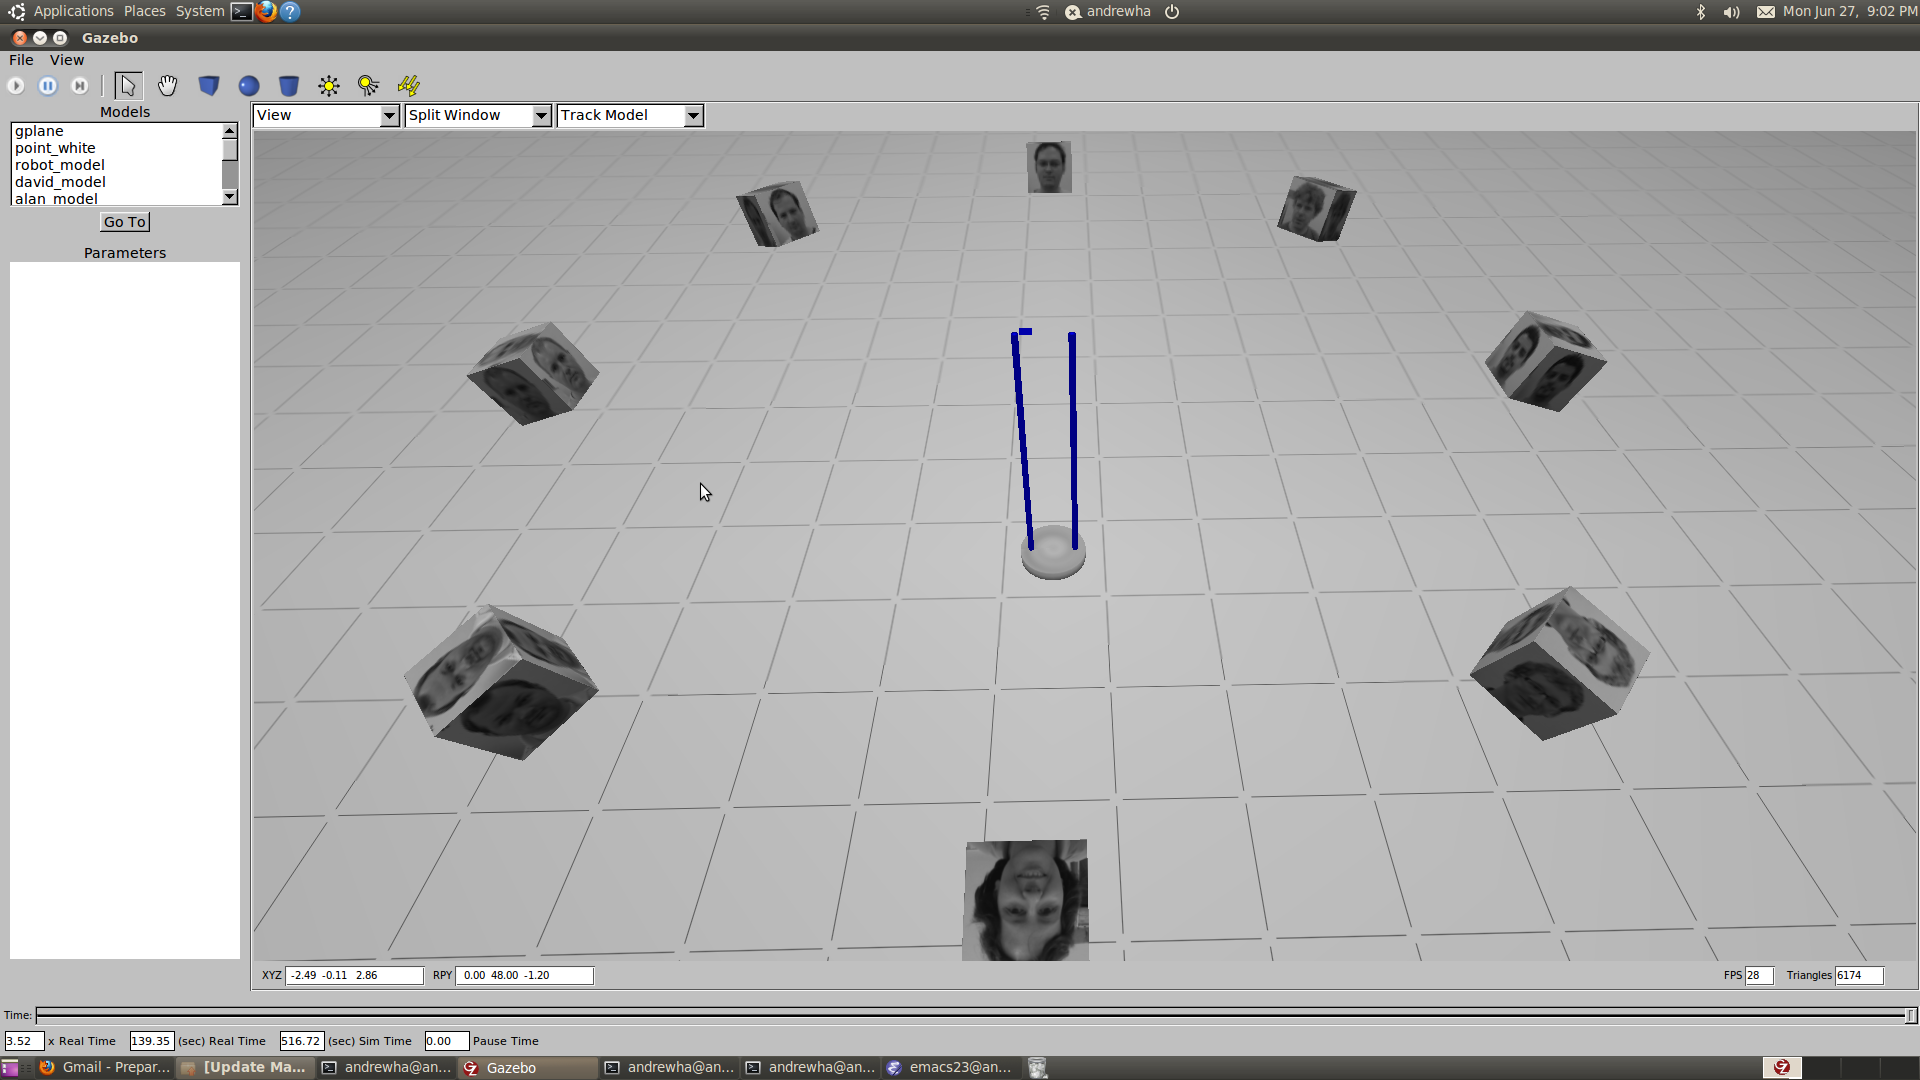 Applications Places System andrewha Mon Jun 27, 9:02 PM
Gazebo
File View
Models
View Split Window Track Model
gplane
point_white
robot_model
david_model
alan_model
Go To
Parameters
XYZ -2.49 -0.11 2.86 RPY 0.00 48.00 -1.20 FPS 28 Triangles 6174
Time:
3.52 x Real Time 139.35 (sec) Real Time 516.72 (sec) Sim Time 0.00 Pause Time
Gmail - Prepar... [Update Ma... andrewha@an... Gazebo andrewha@an... andrewha@an... emacs23@an...